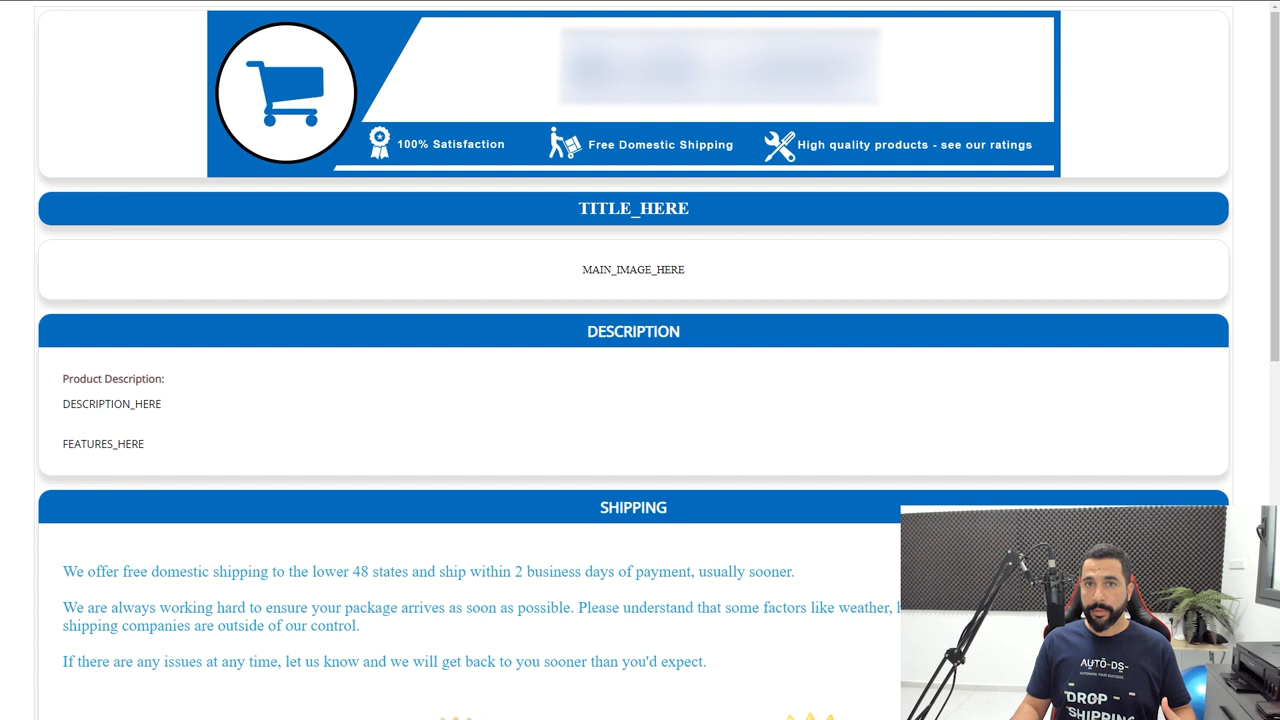 100% Satisfaction
Free Domestic Shipping
High quality products - see our ratings
TITLE_HERE
MAIN_IMAGE_HERE
DESCRIPTION
Product Description:
DESCRIPTION_HERE
FEATURES_HERE
SHIPPING
We offer free domestic shipping to the lower 48 states and ship within 2 business days of payment, usually sooner.
We are always working hard to ensure your package arrives as soon as possible. Please understand that some factors like weather,
shipping companies are outside of our control.
If there are any issues at any time, let us know and we will get back to you sooner than you'd expect.
AUTO-DS-
AUTOMATE YOUR SUCCESS
DROP
SHIPPING